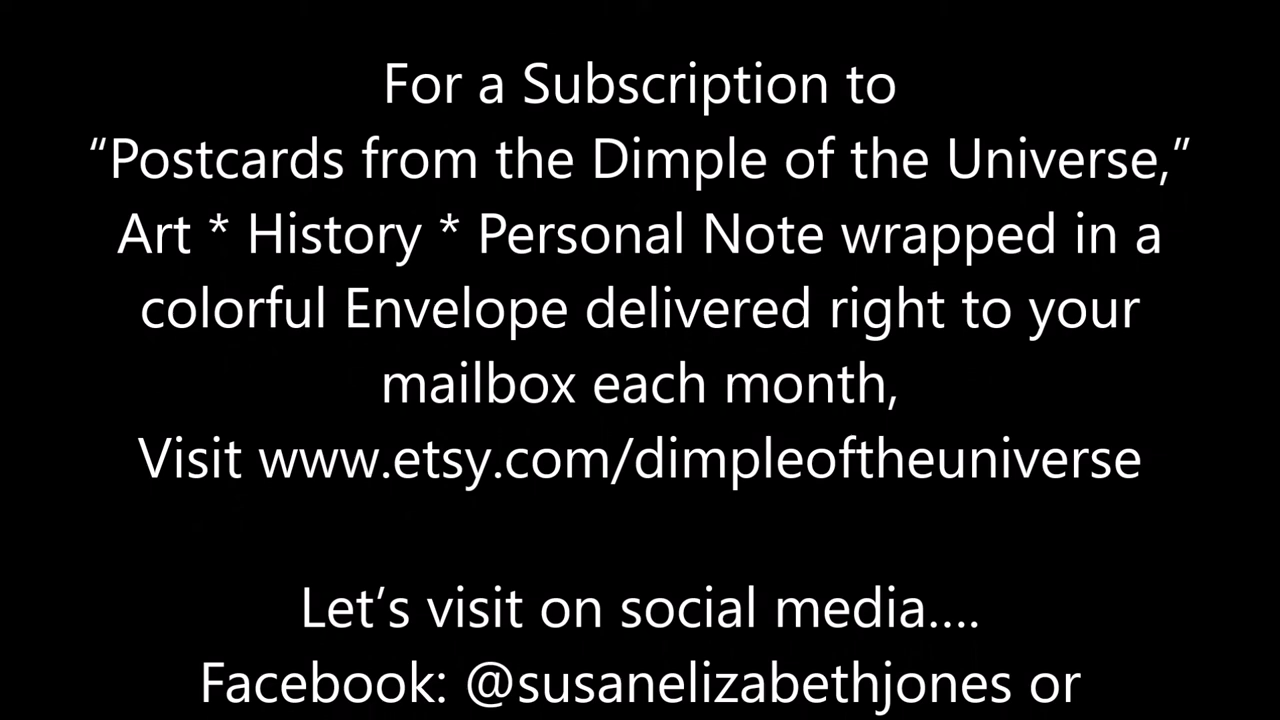 For a Subscription to
“Postcards from the Dimple of the Universe,”
Art * History * Personal Note wrapped in a
colorful Envelope delivered right to your
mailbox each month,
Visit www.etsy.com/dimpleoftheuniverse
Let’s visit on social media....
Facebook: @susanelizabethjones or